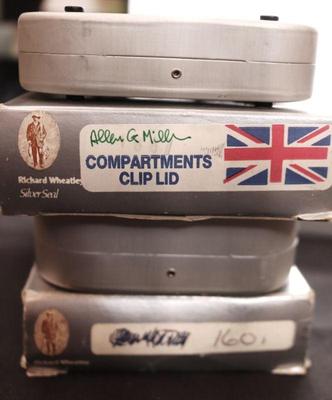 Allen G. Miller
COMPARTMENTS
CLIP LID
Richard Wheatley
Silver Seal
160.
Richard Wheatley